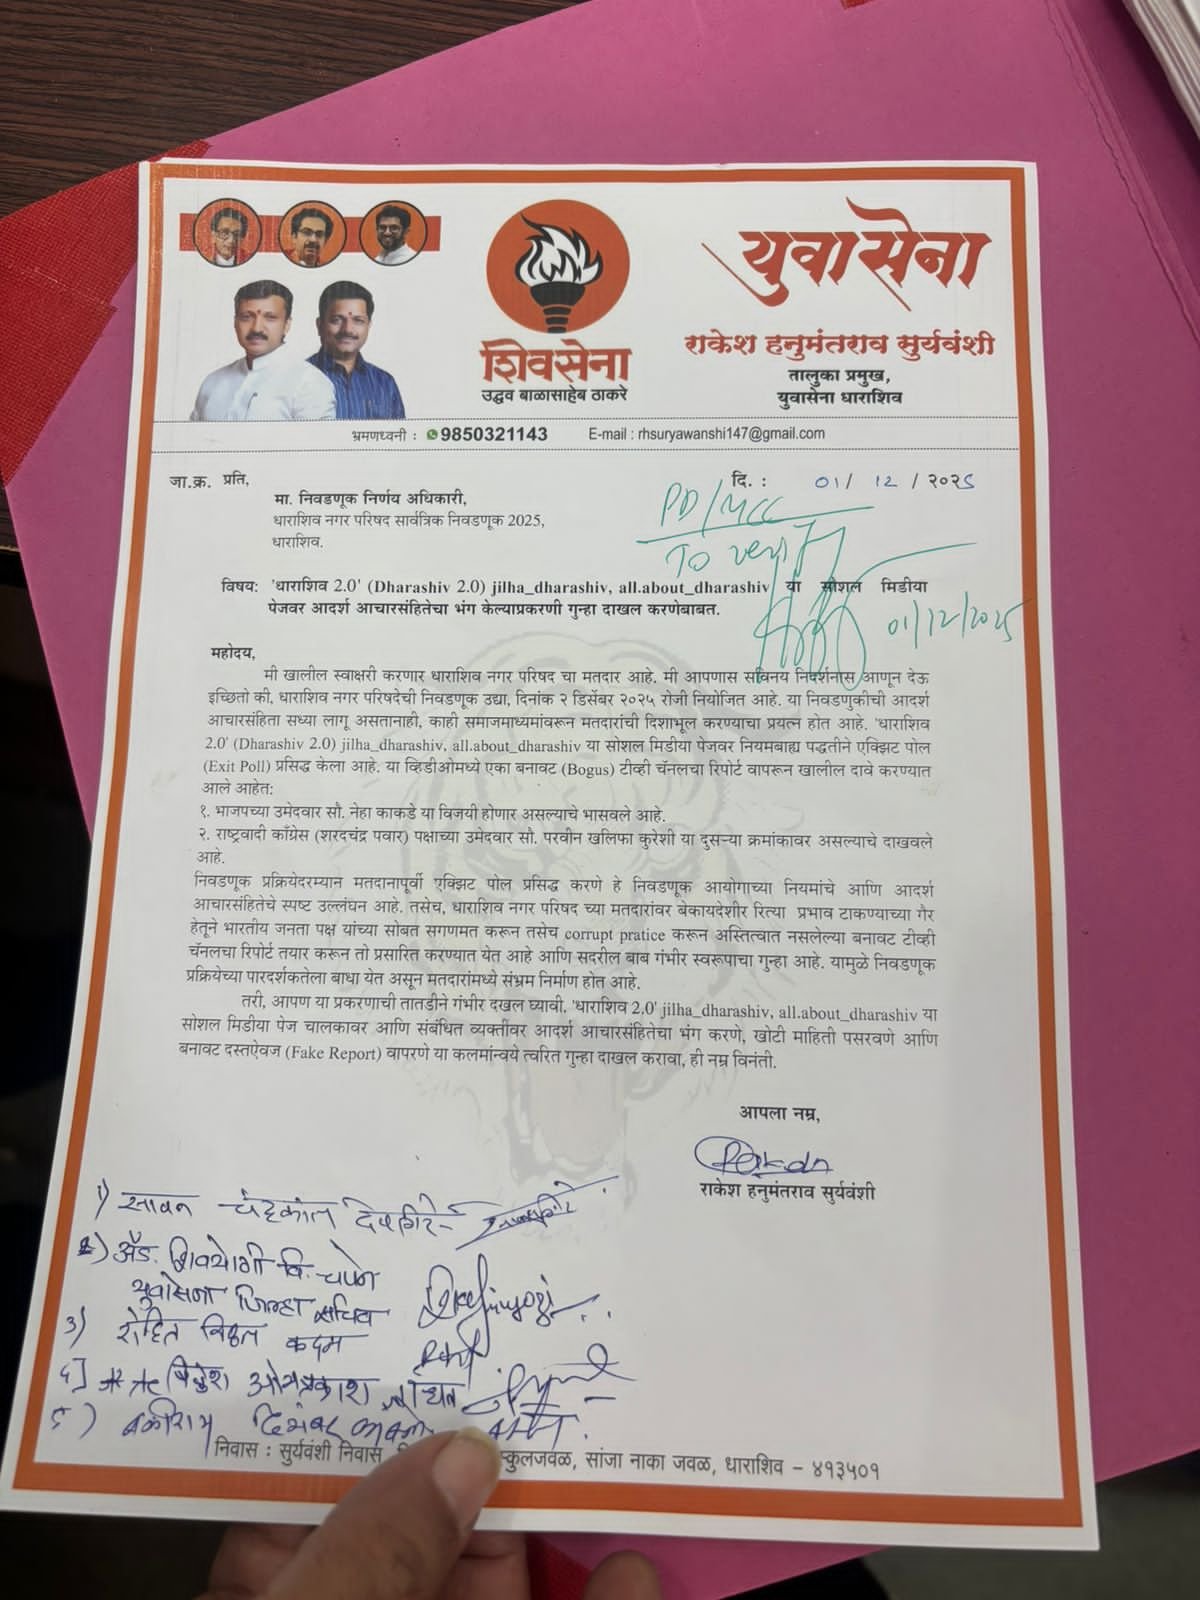 युवासेना
शिवसेना
उद्धव बाळासाहेब ठाकरे
राकेश हनुमंतराव सुर्यवंशी
तालुका प्रमुख,
युवासेना धाराशिव
भ्रमणध्वनी : 9850321143 E-mail : rhsuryawanshi147@gmail.com
जा.क्र. प्रति, दि. : 01/ 12 / २०२5
मा. निवडणूक निर्णय अधिकारी,
धाराशिव नगर परिषद सार्वत्रिक निवडणूक 2025,
धाराशिव.
PD/MCC
To
01/12/2025
विषय: 'धाराशिव 2.0' (Dharashiv 2.0) jilha_dharashiv, all.about_dharashiv या सोशल मिडीया
पेजवर आदर्श आचारसंहितेचा भंग केल्याप्रकरणी गुन्हा दाखल करणेबाबत.
महोदय,
मी खालील स्वाक्षरी करणार धाराशिव नगर परिषद चा मतदार आहे. मी आपणास सविनय निदर्शनास आणून देऊ
इच्छितो की, धाराशिव नगर परिषदेची निवडणूक उद्या, दिनांक २ डिसेंबर २०२५ रोजी नियोजित आहे. या निवडणुकीची आदर्श
आचारसंहिता सध्या लागू असतानाही, काही समाजमाध्यमांवरून मतदारांची दिशाभूल करण्याचा प्रयत्न होत आहे. 'धाराशिव
2.0' (Dharashiv 2.0) jilha_dharashiv, all.about_dharashiv या सोशल मिडीया पेजवर नियमबाह्य पद्धतीने एक्झिट पोल
(Exit Poll) प्रसिद्ध केला आहे. या व्हिडीओमध्ये एका बनावट (Bogus) टीव्ही चॅनलचा रिपोर्ट वापरून खालील दावे करण्यात
आले आहेत:
१. भाजपच्या उमेदवार सौ. नेहा काकडे या विजयी होणार असल्याचे भासवले आहे.
२. राष्ट्रवादी काँग्रेस (शरदचंद्र पवार) पक्षाच्या उमेदवार सौ. परवीन खलिफा कुरेशी या दुसऱ्या क्रमांकावर असल्याचे दाखवले
आहे.
निवडणूक प्रक्रियेदरम्यान मतदानापूर्वी एक्झिट पोल प्रसिद्ध करणे हे निवडणूक आयोगाच्या नियमांचे आणि आदर्श
आचारसंहितेचे स्पष्ट उल्लंघन आहे. तसेच, धाराशिव नगर परिषद च्या मतदारांवर बेकायदेशीर रित्या प्रभाव टाकण्याच्या गैर
हेतूने भारतीय जनता पक्ष यांच्या सोबत सगणमत करून तसेच corrupt pratice करून अस्तित्वात नसलेल्या बनावट टीव्ही
चॅनलचा रिपोर्ट तयार करून तो प्रसारित करण्यात येत आहे आणि सदरील बाब गंभीर स्वरूपाचा गुन्हा आहे. यामुळे निवडणूक
प्रक्रियेच्या पारदर्शकतेला बाधा येत असून मतदारांमध्ये संभ्रम निर्माण होत आहे.
तरी, आपण या प्रकरणाची तातडीने गंभीर दखल घ्यावी. 'धाराशिव 2.0' jilha_dharashiv, all.about_dharashiv या
सोशल मिडीया पेज चालकावर आणि संबंधित व्यक्तींवर आदर्श आचारसंहितेचा भंग करणे, खोटी माहिती पसरवणे आणि
बनावट दस्तऐवज (Fake Report) वापरणे या कलमांन्वये त्वरित गुन्हा दाखल करावा, ही नम्र विनंती.
आपला नम्र,
राकेश हनुमंतराव सुर्यवंशी
1) सावन चंद्रकांत देवगिरे
2) ॲड. शिवयोगी वि. चपणे
युवासेना जिल्हा सचिव
3) रोहित विठ्ठल कदम
ओमप्रकाश
निवास : सुर्यवंशी निवास, स्कुलजवळ, सांजा नाका जवळ, धाराशिव - ४१३५०१